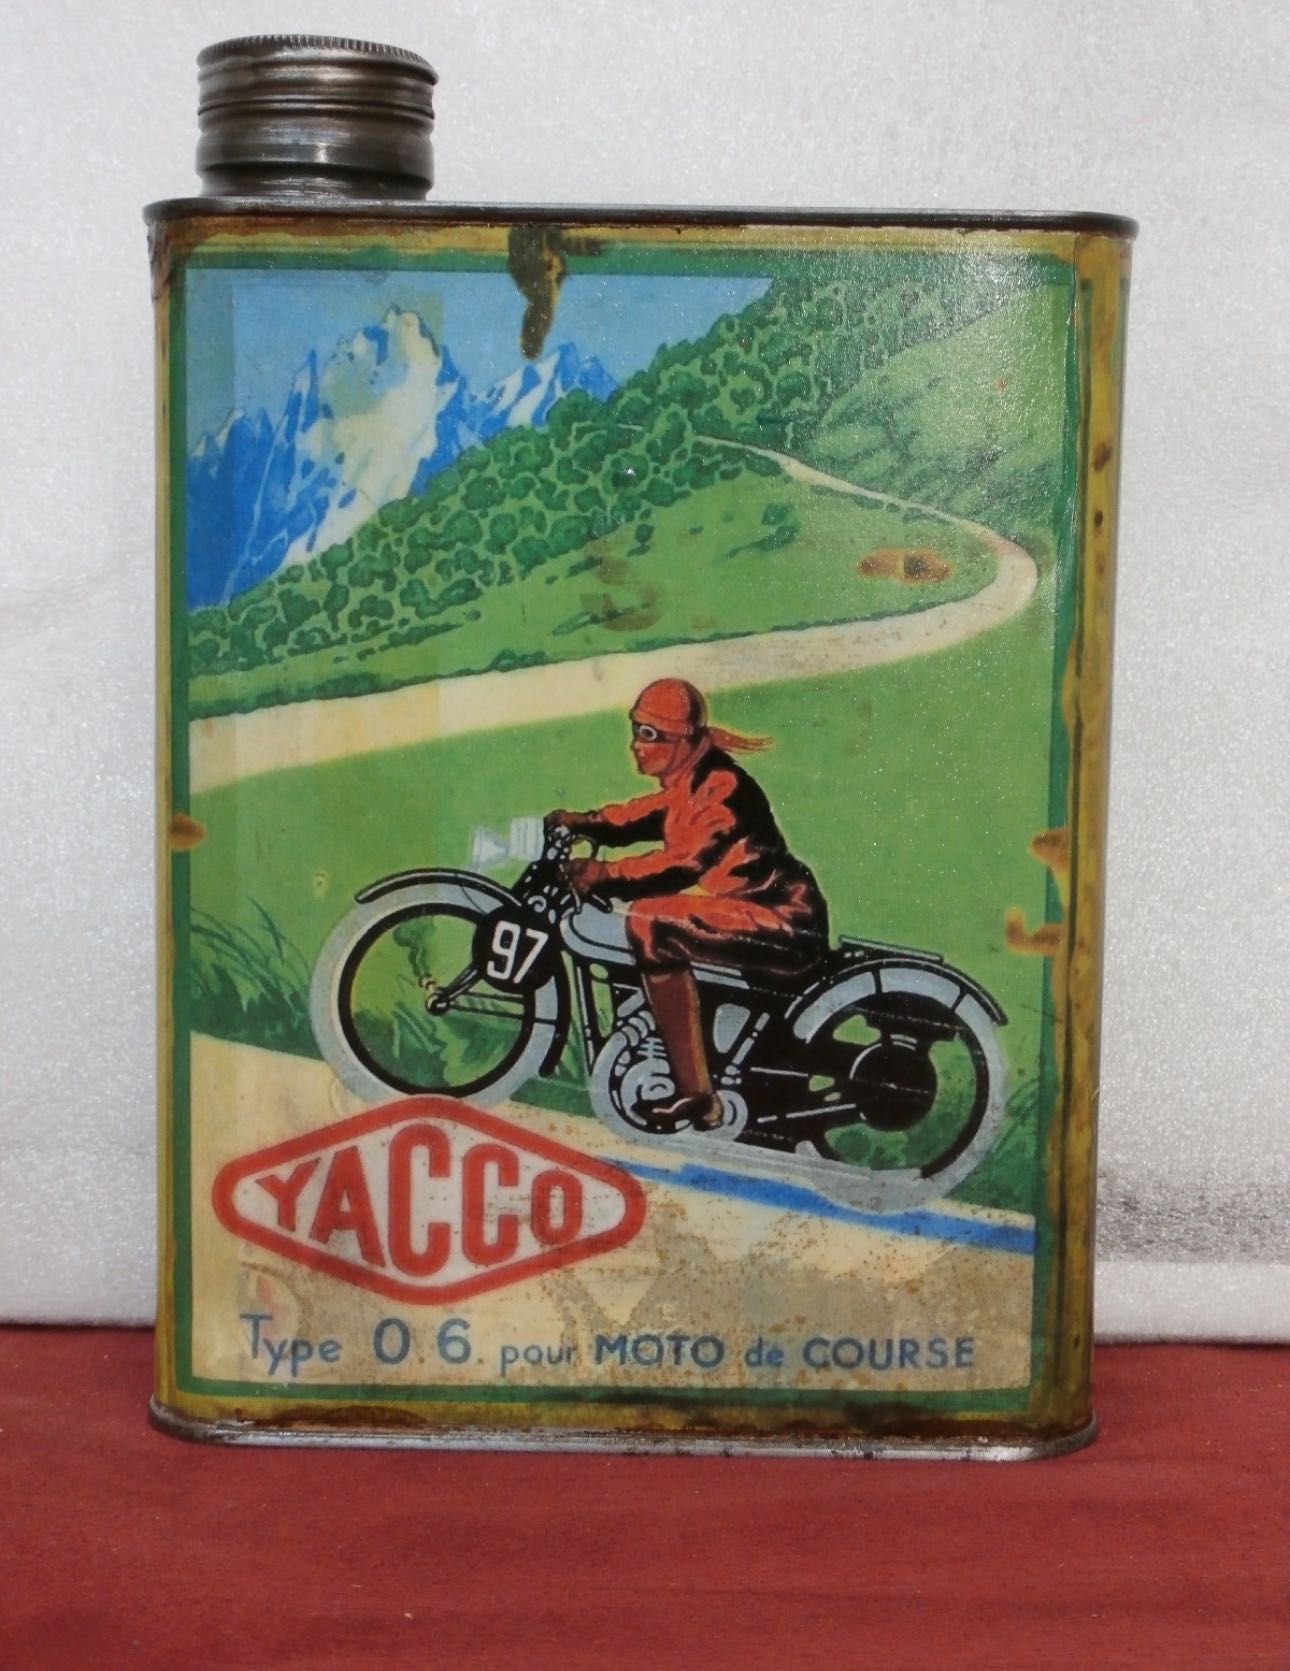 97
YACCO
Type 0.6. pour MOTO de COURSE